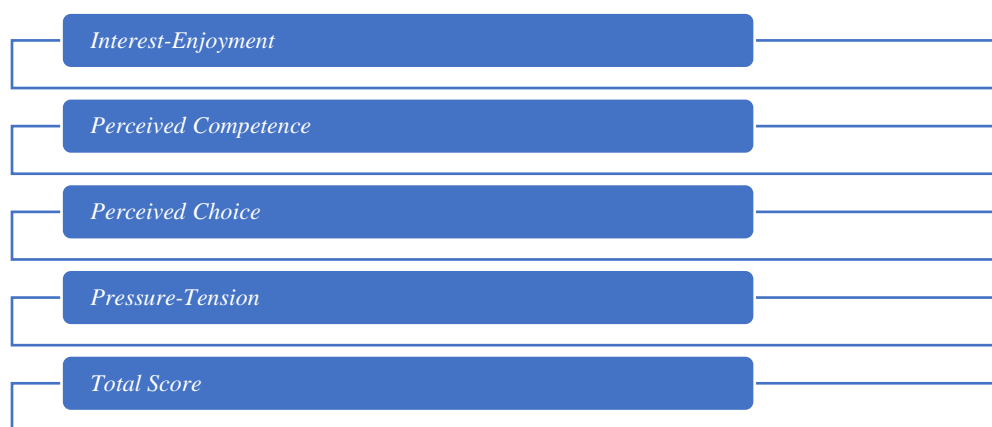 Interest-Enjoyment
Perceived Competence
Perceived Choice
Pressure-Tension
Total Score